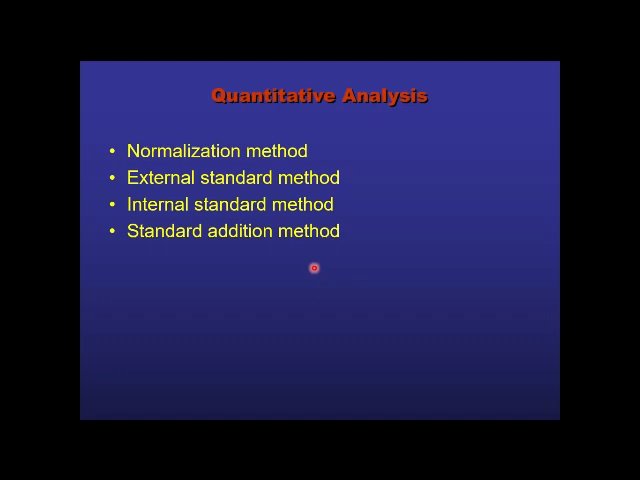 Quantitative Analysis
• Normalization method
• External standard method
• Internal standard method
• Standard addition method